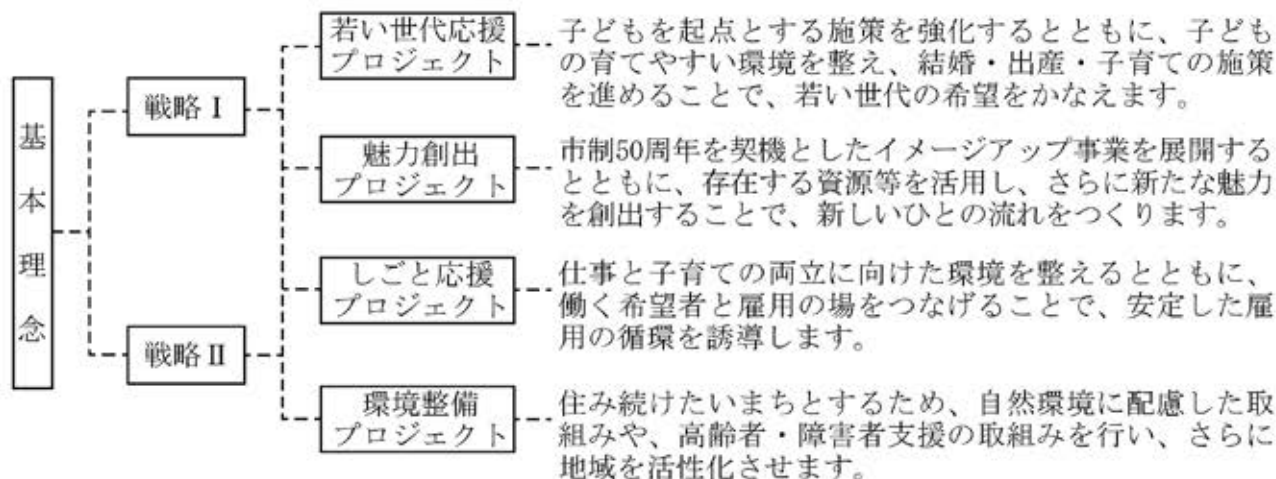 基本理念
戦略Ⅰ
戦略Ⅱ
若い世代応援
プロジェクト
子どもを起点とする施策を強化するとともに、子ども
の育てやすい環境を整え、結婚・出産・子育ての施策
を進めることで、若い世代の希望をかなえます。
魅力創出
プロジェクト
市制50周年を契機としたイメージアップ事業を展開する
とともに、存在する資源等を活用し、さらに新たな魅力
を創出することで、新しいひとの流れをつくります。
しごと応援
プロジェクト
仕事と子育ての両立に向けた環境を整えるとともに、
働く希望者と雇用の場をつなげることで、安定した雇
用の循環を誘導します。
環境整備
プロジェクト
住み続けたいまちとするため、自然環境に配慮した取
組みや、高齢者・障害者支援の取組みを行い、さらに
地域を活性化させます。